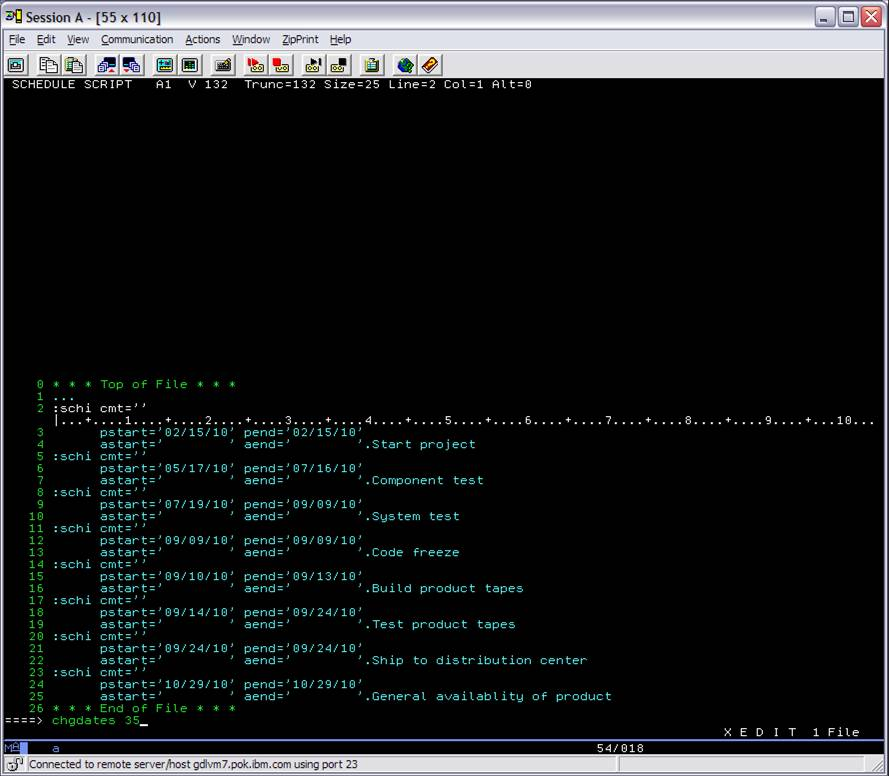 Session A - [55 x 110]
File Edit View Communication Actions Window ZipPrint Help
SCHEDULE SCRIPT   A1  V 132  Trunc=132 Size=25 Line=2 Col=1 Alt=0
0 * * * Top of File * * *
1 ...
2 :schi cmt=''
|...+....1....+....2....+....3....+....4....+....5....+....6....+....7....+....8....+....9....+....10...
3       pstart='02/15/10' pend='02/15/10'
4       astart='        ' aend='        '.Start project
5 :schi cmt=''
6       pstart='05/17/10' pend='07/16/10'
7       astart='        ' aend='        '.Component test
8 :schi cmt=''
9       pstart='07/19/10' pend='09/09/10'
10       astart='        ' aend='        '.System test
11 :schi cmt=''
12       pstart='09/09/10' pend='09/09/10'
13       astart='        ' aend='        '.Code freeze
14 :schi cmt=''
15       pstart='09/10/10' pend='09/13/10'
16       astart='        ' aend='        '.Build product tapes
17 :schi cmt=''
18       pstart='09/14/10' pend='09/24/10'
19       astart='        ' aend='        '.Test product tapes
20 :schi cmt=''
21       pstart='09/24/10' pend='09/24/10'
22       astart='        ' aend='        '.Ship to distribution center
23 :schi cmt=''
24       pstart='10/29/10' pend='10/29/10'
25       astart='        ' aend='        '.General availablity of product
26 * * * End of File * * *
====> chgdates 35_
X E D I T  1 File
MA a 54/018
Connected to remote server/host gdlvm7.pok.ibm.com using port 23